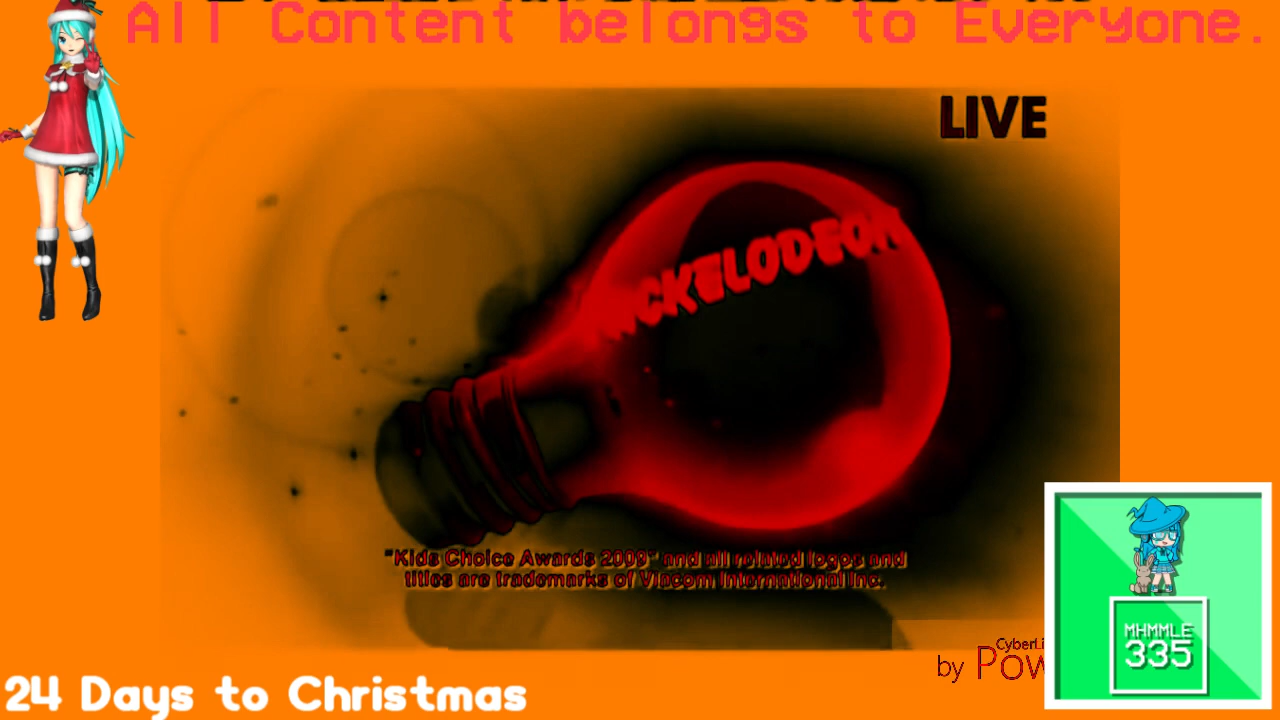 All Content belongs to Everyone.
LIVE
NICKELODEON
"Kids Choice Awards 2009" and all related logos and
titles are trademarks of Viacom International Inc.
MHMMLE
335
by
24 Days to Christmas